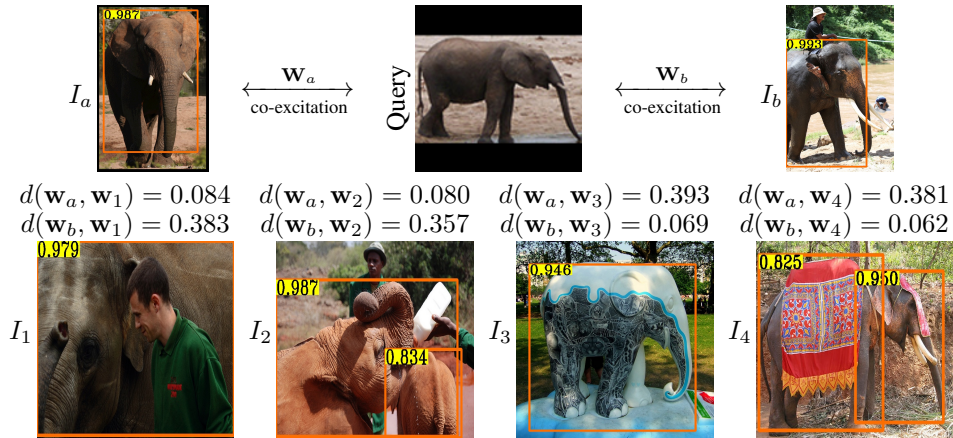 0.987
0.993
I_a
w_a
co-excitation
Query
w_b
co-excitation
I_b
d(w_a, w_1) = 0.084 d(w_a, w_2) = 0.080 d(w_a, w_3) = 0.393 d(w_a, w_4) = 0.381
d(w_b, w_1) = 0.383 d(w_b, w_2) = 0.357 d(w_b, w_3) = 0.069 d(w_b, w_4) = 0.062
I_1
0.979
I_2
0.987
0.834
I_3
0.946
I_4
0.825
0.950